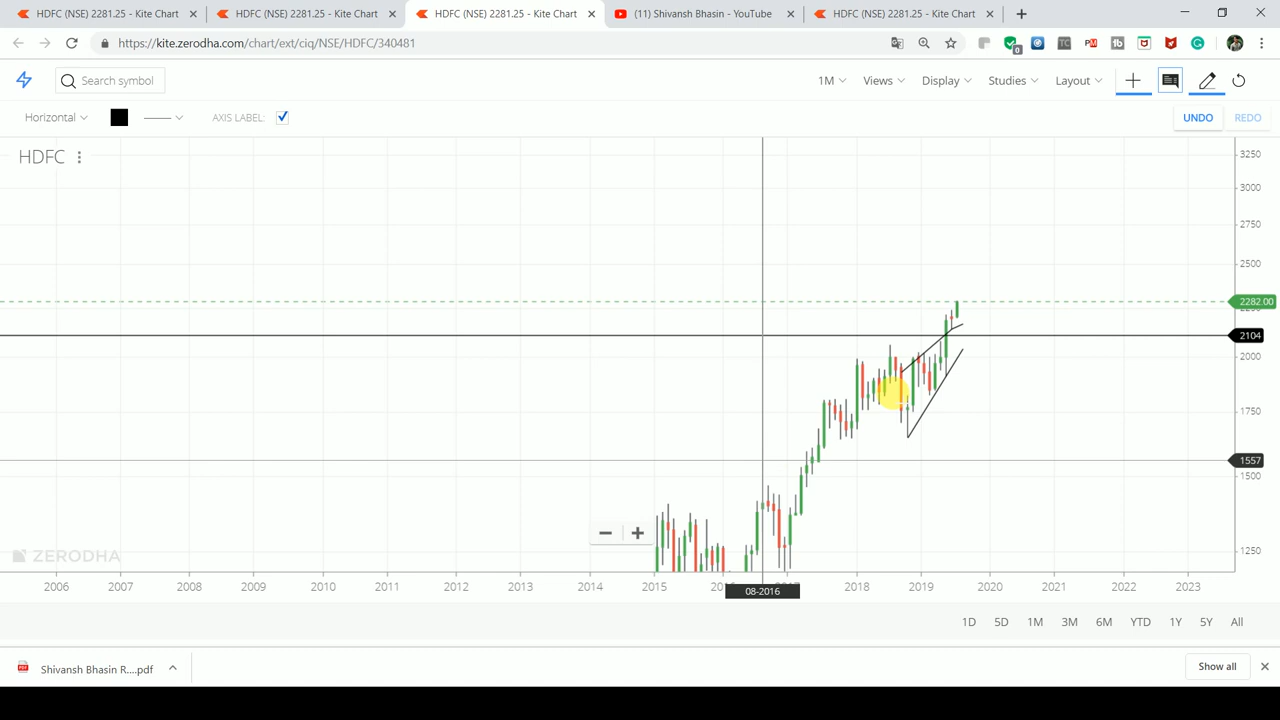 HDFC (NSE) 2281.25 - Kite Chart
HDFC (NSE) 2281.25 - Kite Chart
HDFC (NSE) 2281.25 - Kite Chart
(11) Shivansh Bhasin - YouTube
HDFC (NSE) 2281.25 - Kite Chart
https://kite.zerodha.com/chart/ext/ciq/NSE/HDFC/340481
Search symbol
1M
Views
Display
Studies
Layout
Horizontal
AXIS LABEL:
UNDO
REDO
HDFC
3250
3000
2750
2500
2282.00
2104
2000
1750
1557
1500
1250
ZERODHA
2006 2007 2008 2009 2010 2011 2012 2013 2014 2015 2018 2019 2020 2021 2022 2023
08-2016
1D 5D 1M 3M 6M YTD 1Y 5Y All
Shivansh Bhasin R....pdf
Show all